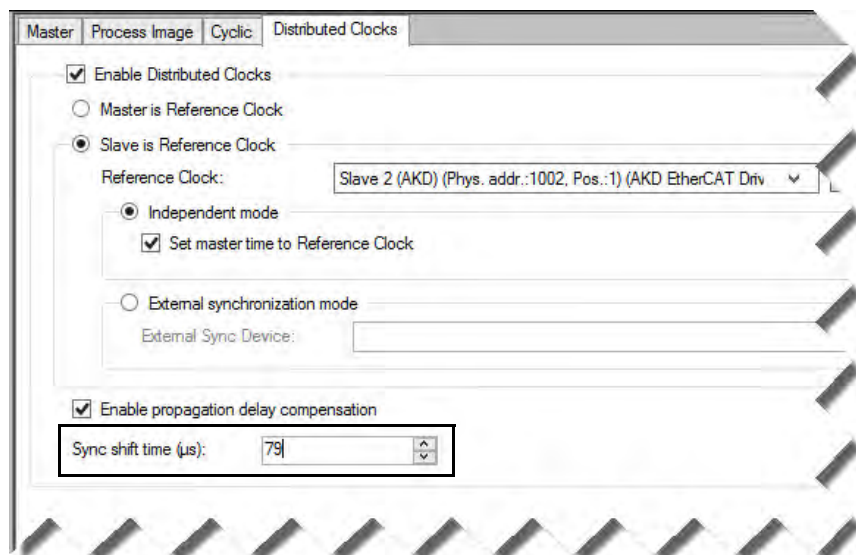 Master Process Image Cyclic Distributed Clocks
Enable Distributed Clocks
Master is Reference Clock
Slave is Reference Clock
Reference Clock: Slave 2 (AKD) (Phys. addr.:1002, Pos.:1) (AKD EtherCAT Driv
Independent mode
Set master time to Reference Clock
External synchronization mode
External Sync Device:
Enable propagation delay compensation
Sync shift time (µs): 79